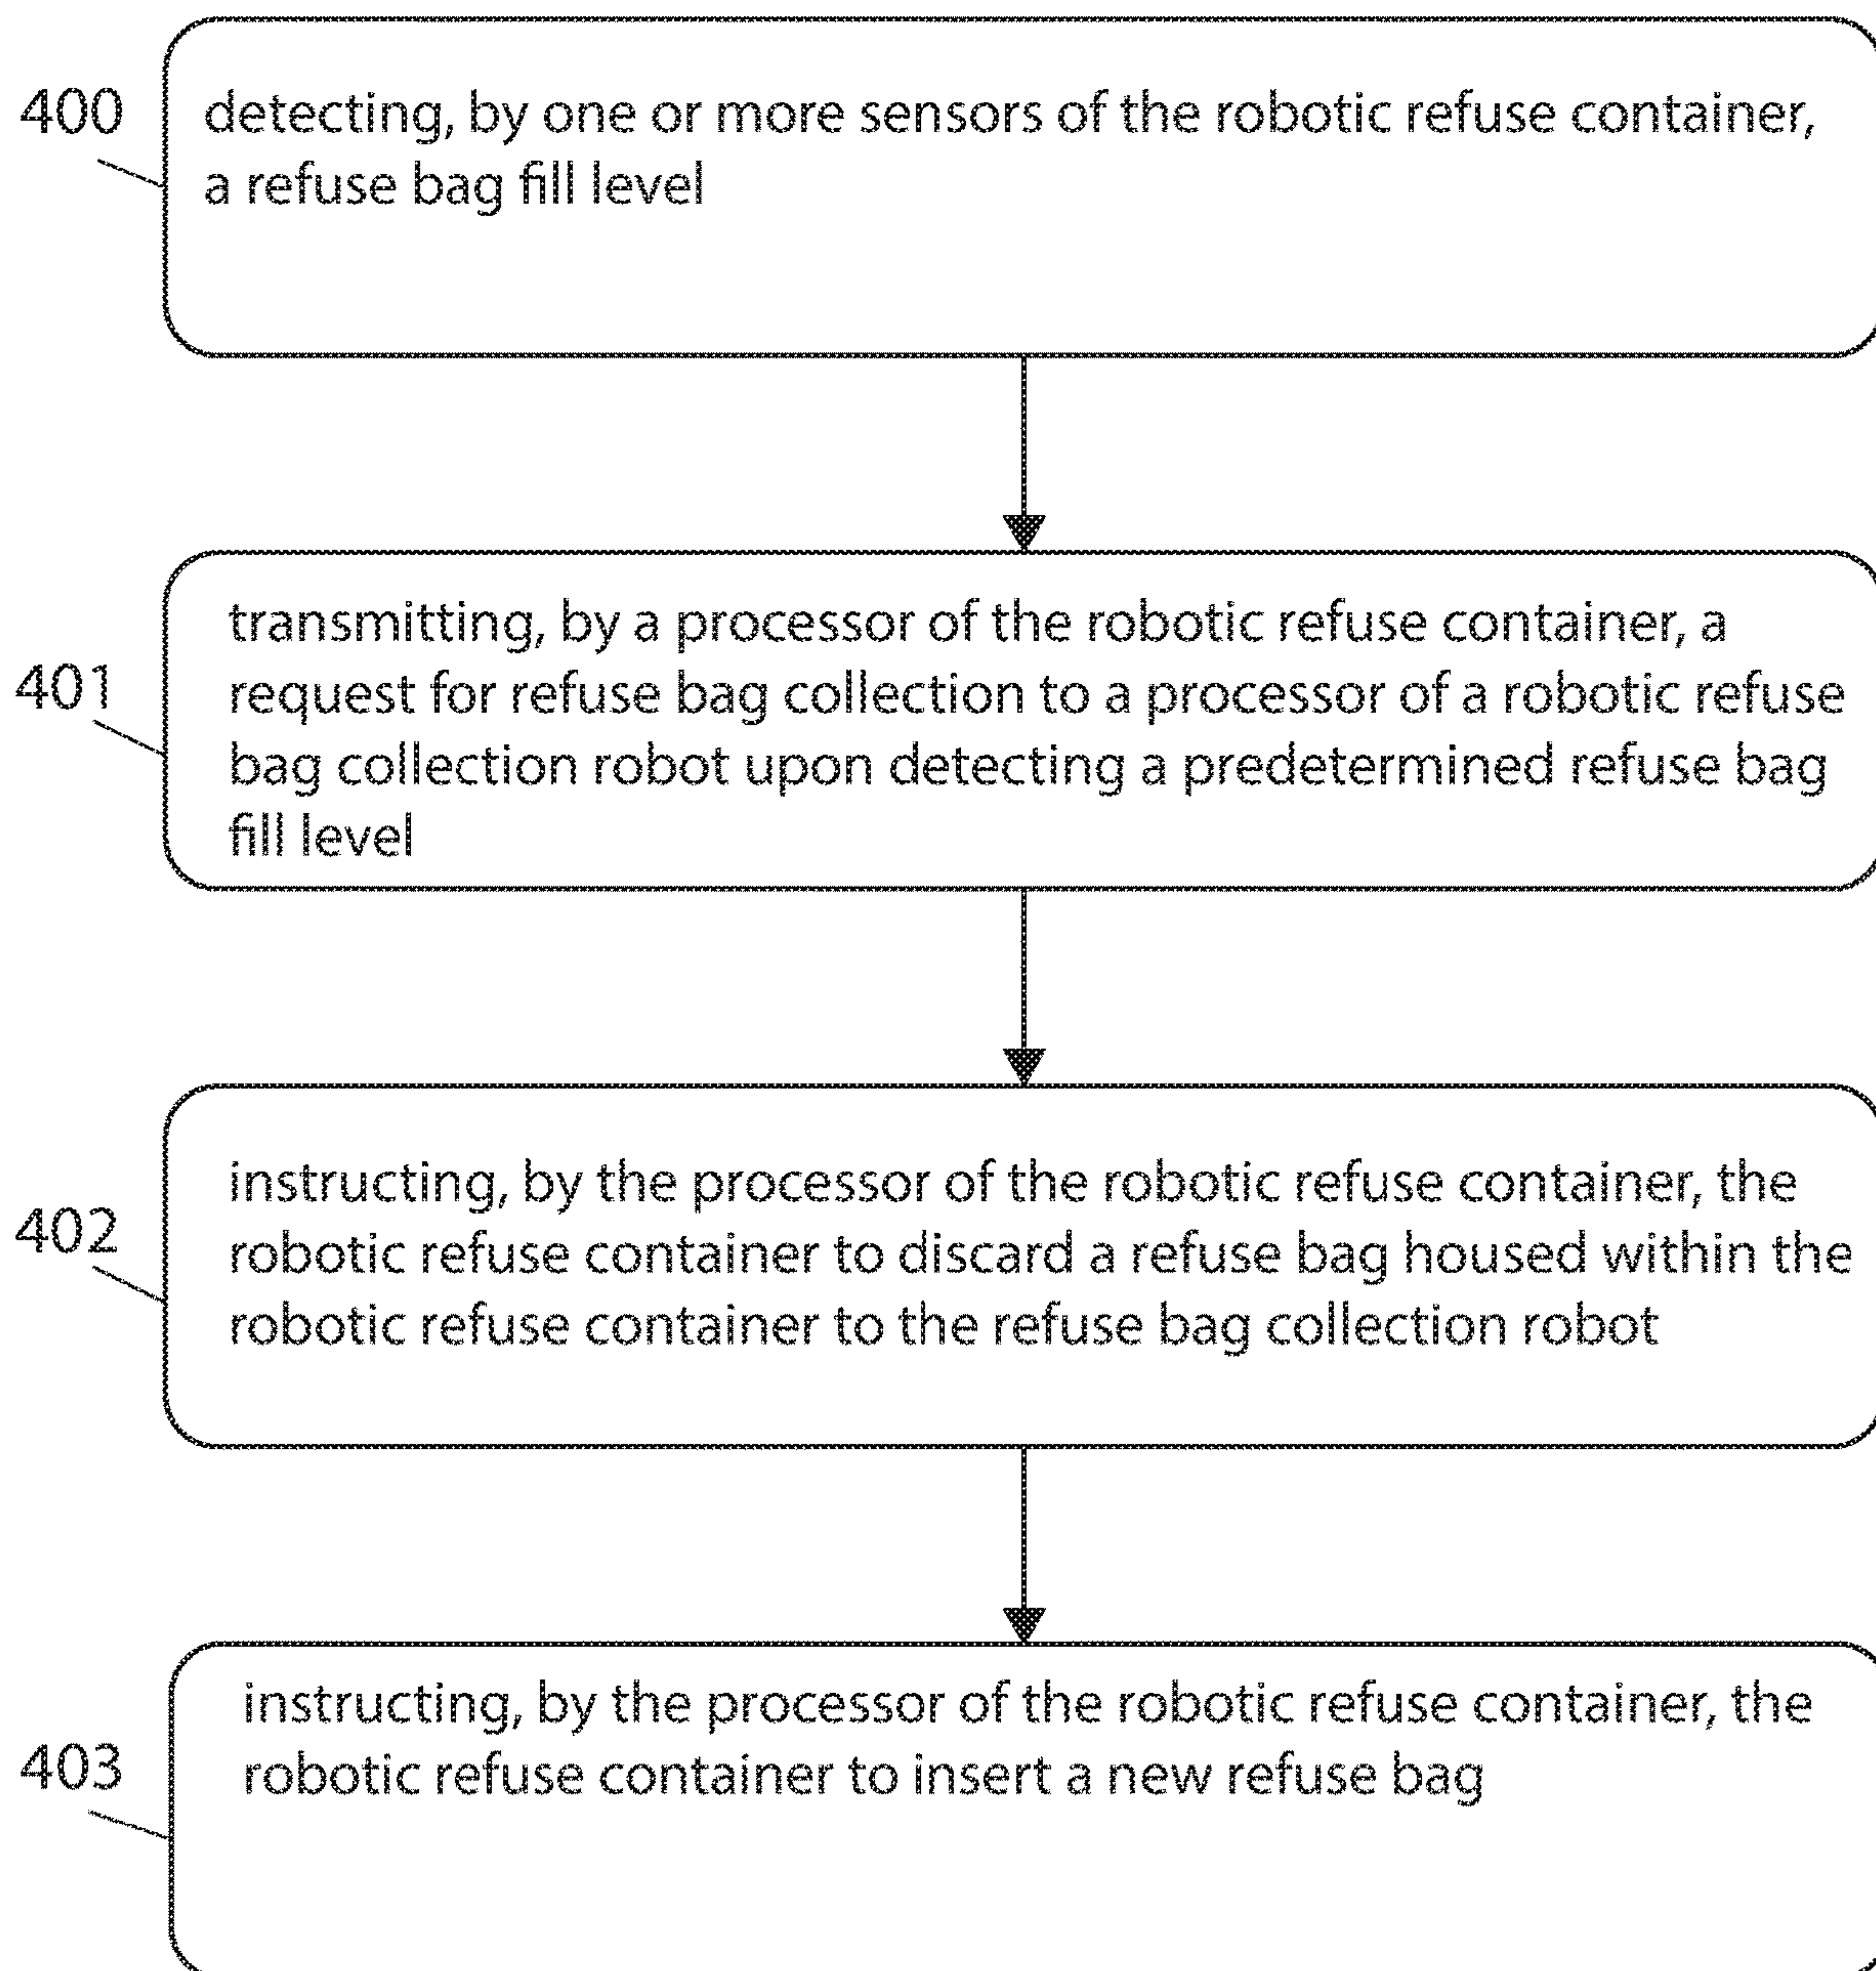 400
detecting, by one or more sensors of the robotic refuse container,
a refuse bag fill level
401
transmitting, by a processor of the robotic refuse container, a
request for refuse bag collection to a processor of a robotic refuse
bag collection robot upon detecting a predetermined refuse bag
fill level
402
instructing, by the processor of the robotic refuse container, the
robotic refuse container to discard a refuse bag housed within the
robotic refuse container to the refuse bag collection robot
403
instructing, by the processor of the robotic refuse container, the
robotic refuse container to insert a new refuse bag